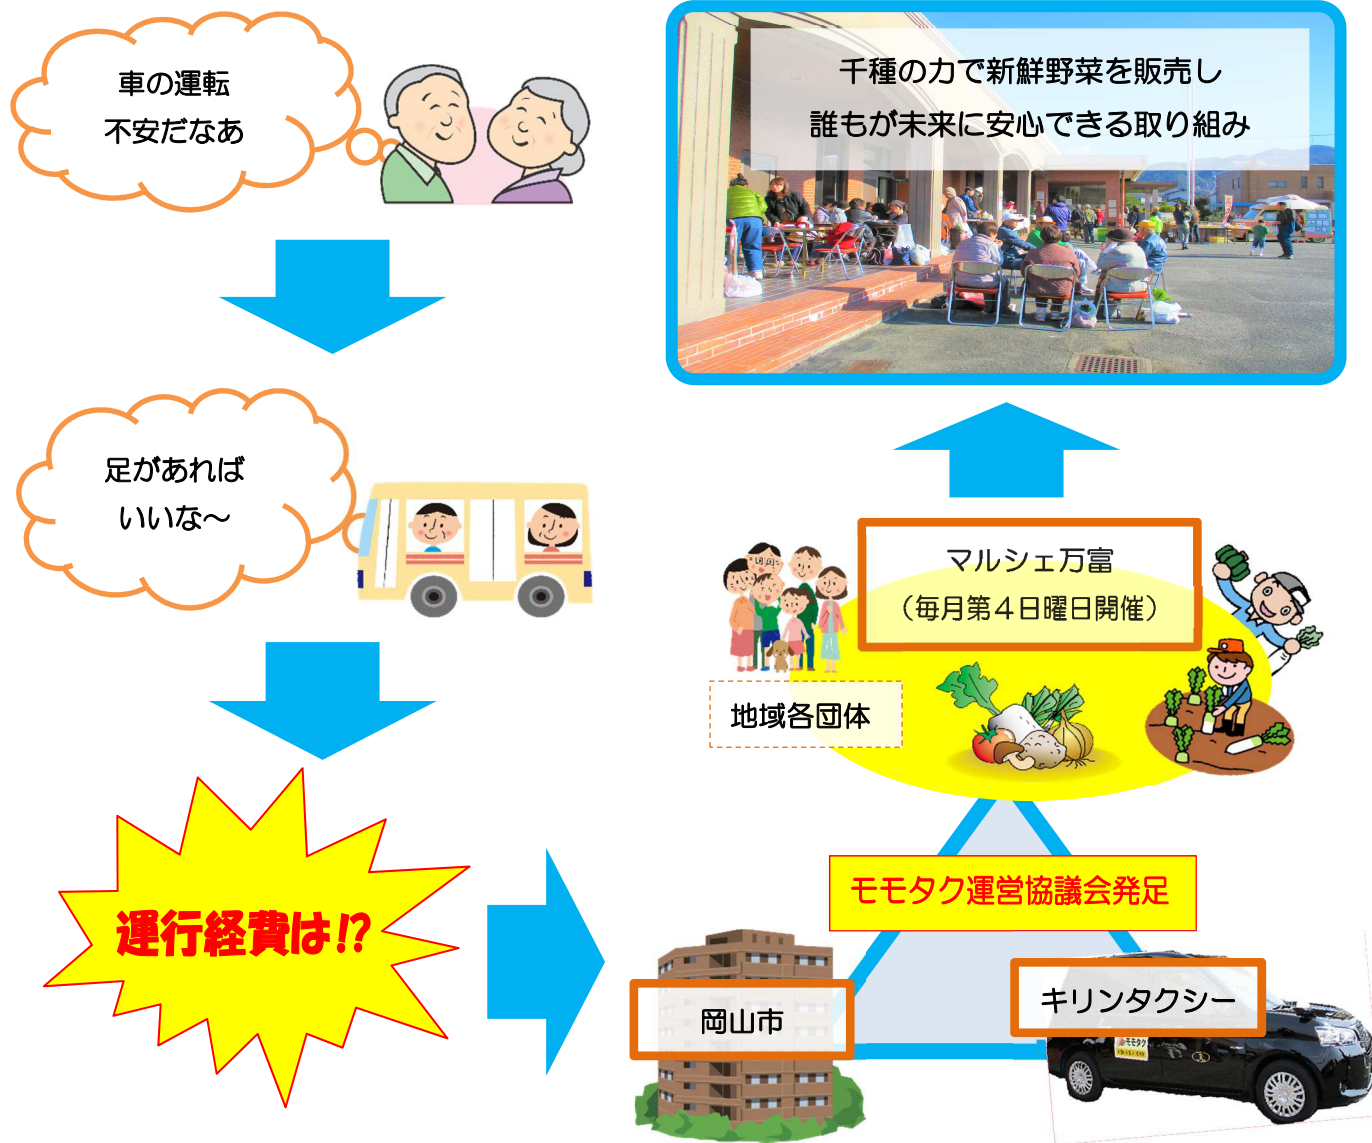 車の運転
不安だなあ
足があれば
いいな～
運行経費は!?
千種の力で新鮮野菜を販売し
誰もが未来に安心できる取り組み
マルシェ万富
（毎月第４日曜日開催）
地域各団体
モモタク運営協議会発足
岡山市
キリンタクシー
モモタク